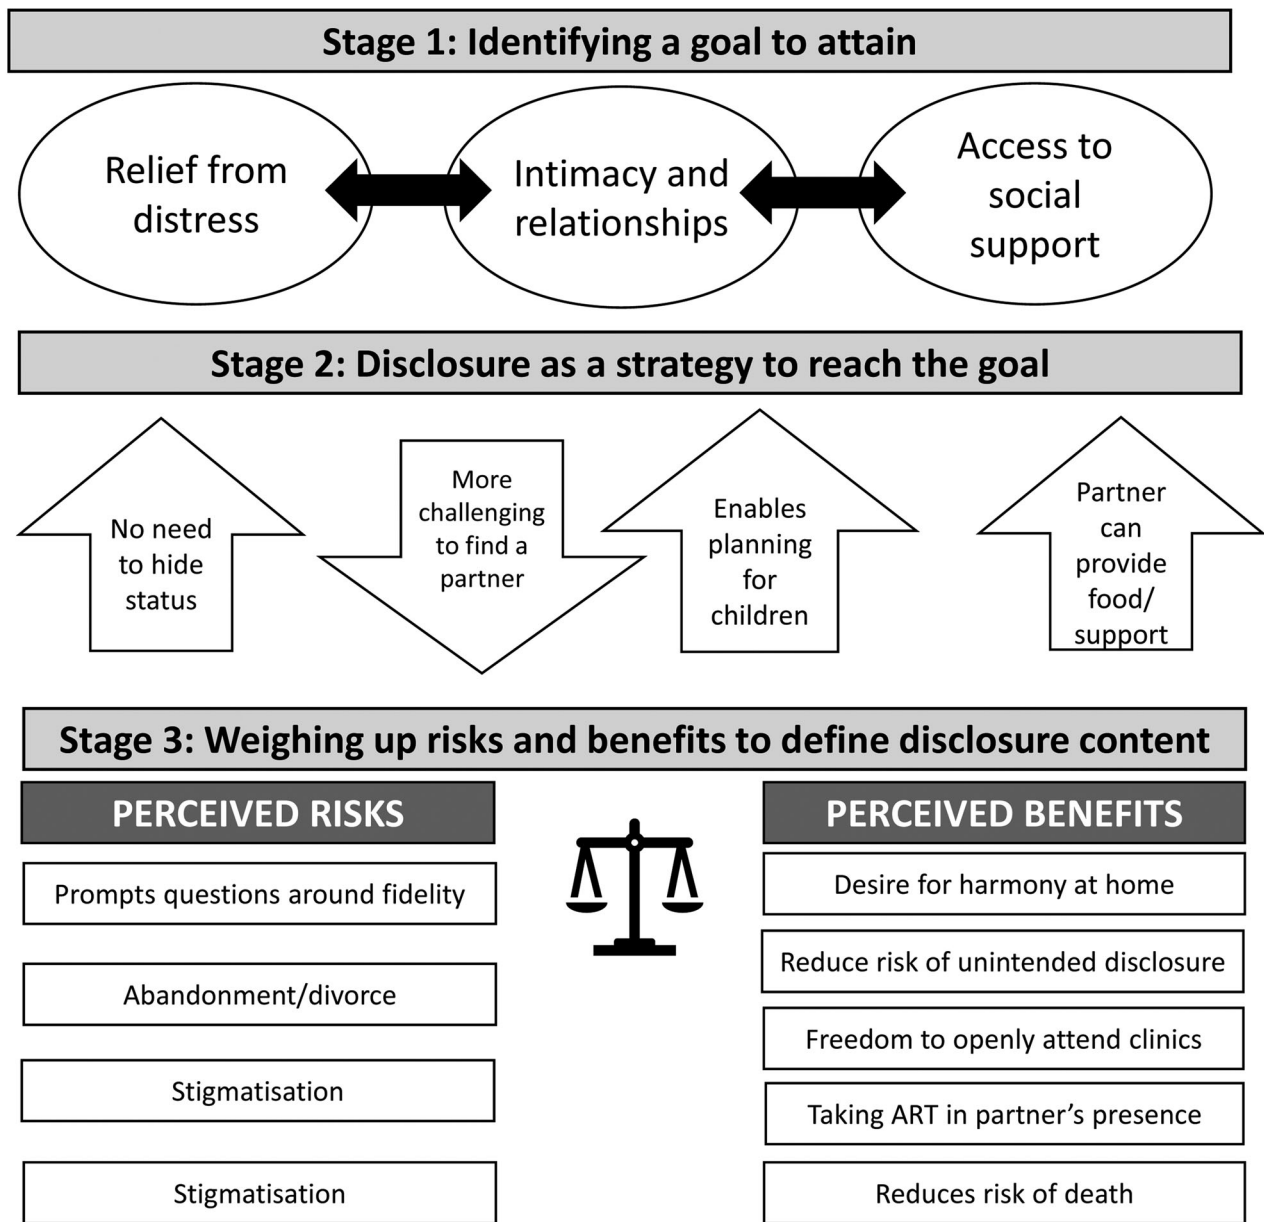 Stage 1: Identifying a goal to attain
Relief from
distress
Intimacy and
relationships
Access to
social
support
Stage 2: Disclosure as a strategy to reach the goal
No need
to hide
status
More
challenging
to find a
partner
Enables
planning
for
children
Partner
can
provide
food/
support
Stage 3: Weighing up risks and benefits to define disclosure content
PERCEIVED RISKS
Prompts questions around fidelity
Abandonment/divorce
Stigmatisation
Stigmatisation
PERCEIVED BENEFITS
Desire for harmony at home
Reduce risk of unintended disclosure
Freedom to openly attend clinics
Taking ART in partner’s presence
Reduces risk of death